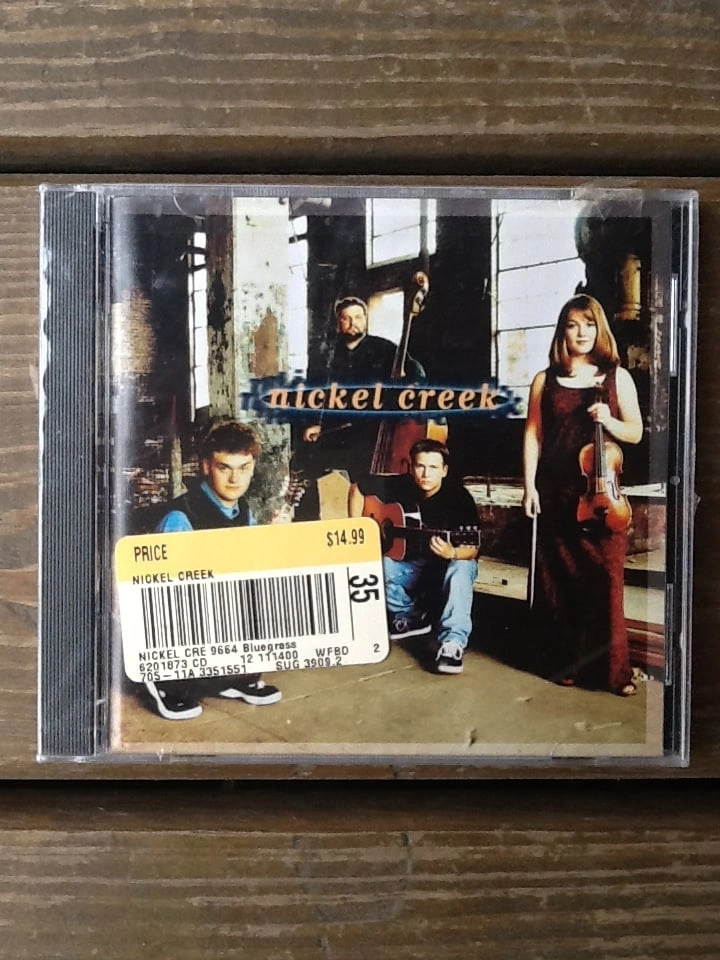 nickel creek
PRICE $14.99
NICKEL CREEK
35
NICKEL CRE 9664 Bluegrass WFBO 2
6201873 CD 12 111400
705-11A 3351551 SUG 3909.2